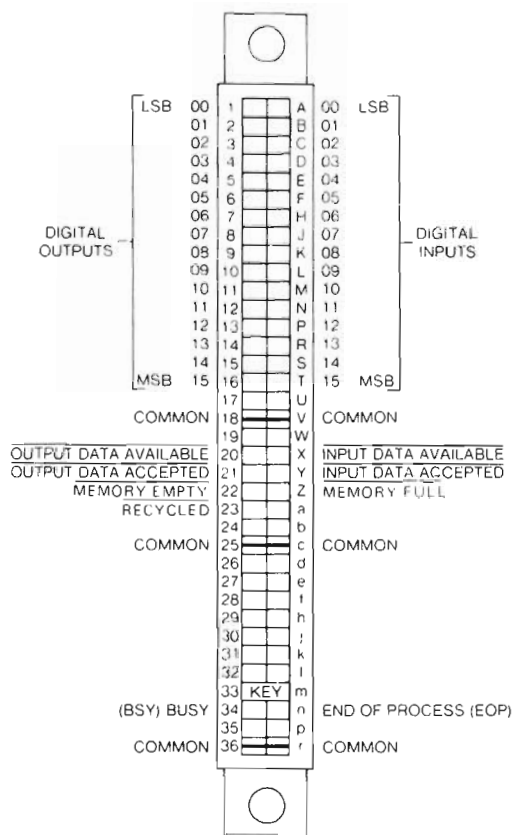 LSB 00 1 A 00 LSB
01 2 B 01
02 3 C 02
03 4 D 03
04 5 E 04
05 6 F 05
06 7 H 06
DIGITAL OUTPUTS 07 8 J 07 DIGITAL INPUTS
08 9 K 08
09 10 L 09
10 11 M 10
11 12 N 11
12 13 P 12
13 14 R 13
14 15 S 14
MSB 15 16 T 15 MSB
17 U
COMMON 18 V COMMON
19 W
OUTPUT DATA AVAILABLE 20 X INPUT DATA AVAILABLE
OUTPUT DATA ACCEPTED 21 Y INPUT DATA ACCEPTED
MEMORY EMPTY 22 Z MEMORY FULL
RECYCLED 23 a
24 b
COMMON 25 c COMMON
26 d
27 e
28 f
29 h
30 j
31 k
32 l
33 KEY m
(BSY) BUSY 34 n END OF PROCESS (EOP)
35 p
COMMON 36 r COMMON